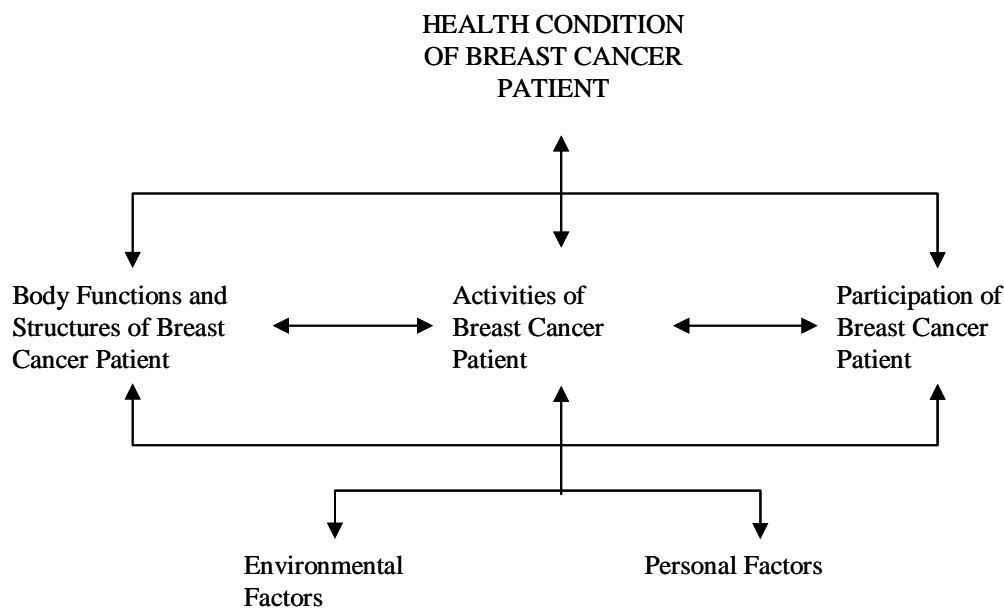 HEALTH CONDITION
OF BREAST CANCER
PATIENT
Body Functions and
Structures of Breast
Cancer Patient
Activities of
Breast Cancer
Patient
Participation of
Breast Cancer
Patient
Environmental
Factors
Personal Factors